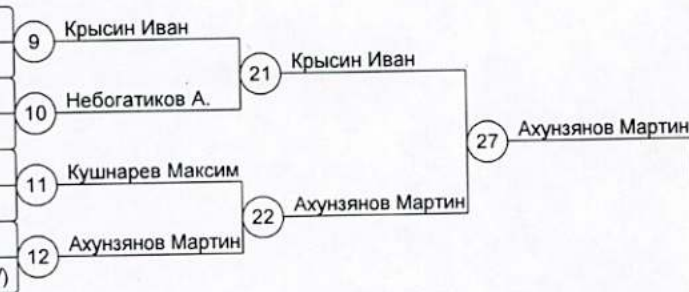 9 Крысин Иван
21 Крысин Иван
10 Небогатиков А.
27 Ахунзянов Мартин
11 Кушнарев Максим
22 Ахунзянов Мартин
12 Ахунзянов Мартин
)